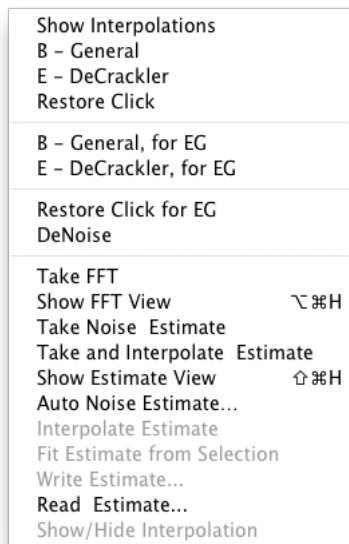 Show Interpolations
B – General
E – DeCrackler
Restore Click
B – General, for EG
E – DeCrackler, for EG
Restore Click for EG
DeNoise
Take FFT
Show FFT View ⌥⌘H
Take Noise  Estimate
Take and Interpolate  Estimate
Show Estimate View ⇧⌘H
Auto Noise Estimate...
Interpolate Estimate
Fit Estimate from Selection
Write Estimate...
Read  Estimate...
Show/Hide Interpolation